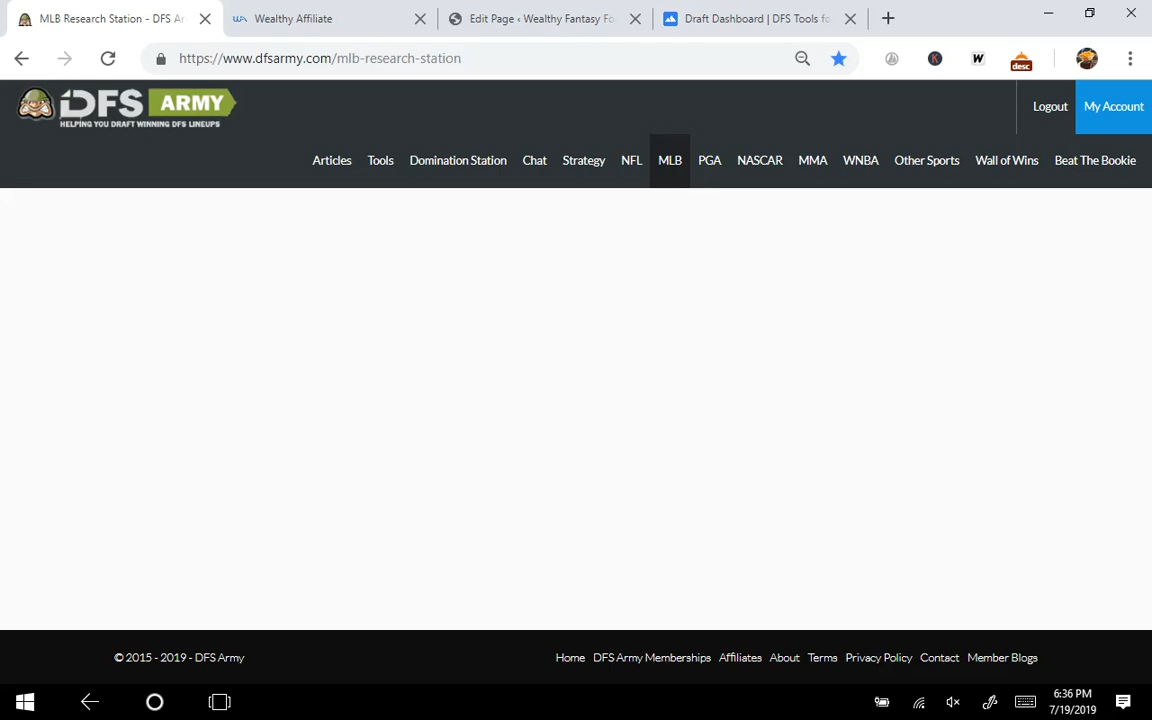 MLB Research Station - DFS Ar
Wealthy Affiliate
Edit Page ‹ Wealthy Fantasy Fo
Draft Dashboard | DFS Tools fo
https://www.dfsarmy.com/mlb-research-station
K
W
desc
DFS ARMY
HELPING YOU DRAFT WINNING DFS LINEUPS
Logout
My Account
Articles
Tools
Domination Station
Chat
Strategy
NFL
MLB
PGA
NASCAR
MMA
WNBA
Other Sports
Wall of Wins
Beat The Bookie
© 2015 - 2019 - DFS Army
Home
DFS Army Memberships
Affiliates
About
Terms
Privacy Policy
Contact
Member Blogs
6:36 PM
7/19/2019